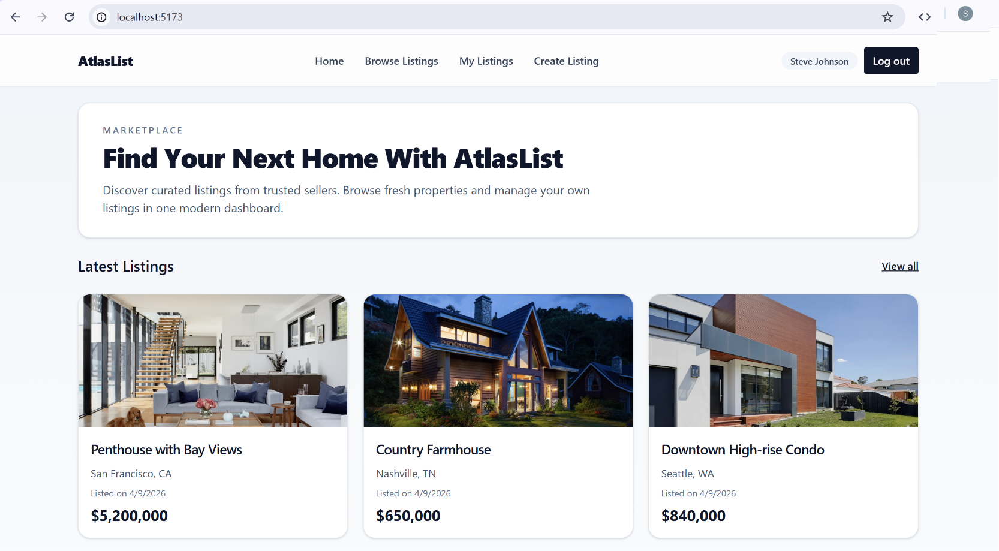 localhost:5173
S
AtlasList
Home
Browse Listings
My Listings
Create Listing
Steve Johnson
Log out
MARKETPLACE
Find Your Next Home With AtlasList
Discover curated listings from trusted sellers. Browse fresh properties and manage your own
listings in one modern dashboard.
Latest Listings
View all
Penthouse with Bay Views
San Francisco, CA
Listed on 4/9/2026
$5,200,000
Country Farmhouse
Nashville, TN
Listed on 4/9/2026
$650,000
Downtown High-rise Condo
Seattle, WA
Listed on 4/9/2026
$840,000